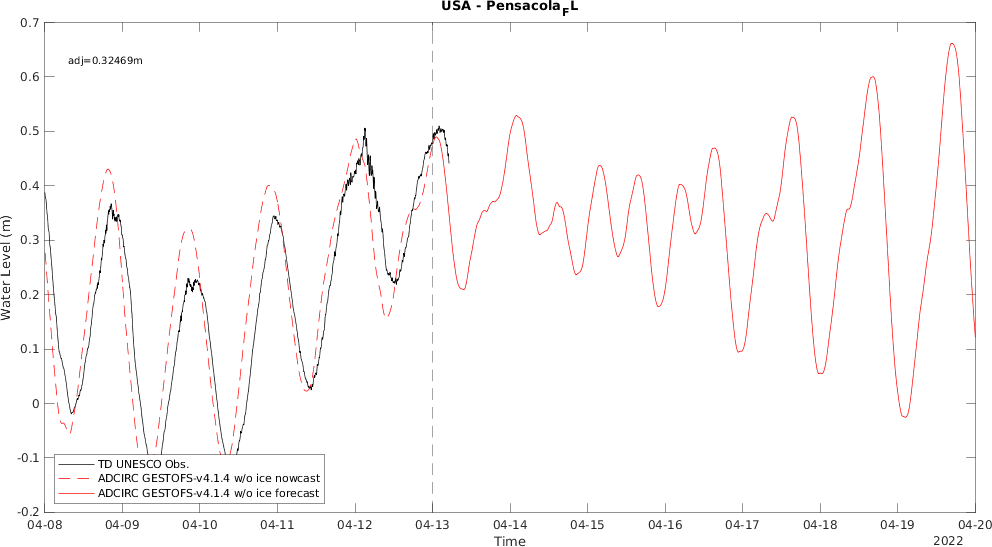 USA - Pensacola_FL
0.7
adj=0.32469m
0.6
0.5
0.4
0.3
0.2
0.1
0
-0.1
-0.2
Water Level (m)
TD UNESCO Obs.
ADCIRC GESTOFS-v4.1.4 w/o ice nowcast
ADCIRC GESTOFS-v4.1.4 w/o ice forecast
04-08 04-09 04-10 04-11 04-12 04-13 04-14 04-15 04-16 04-17 04-18 04-19 04-20
Time
2022